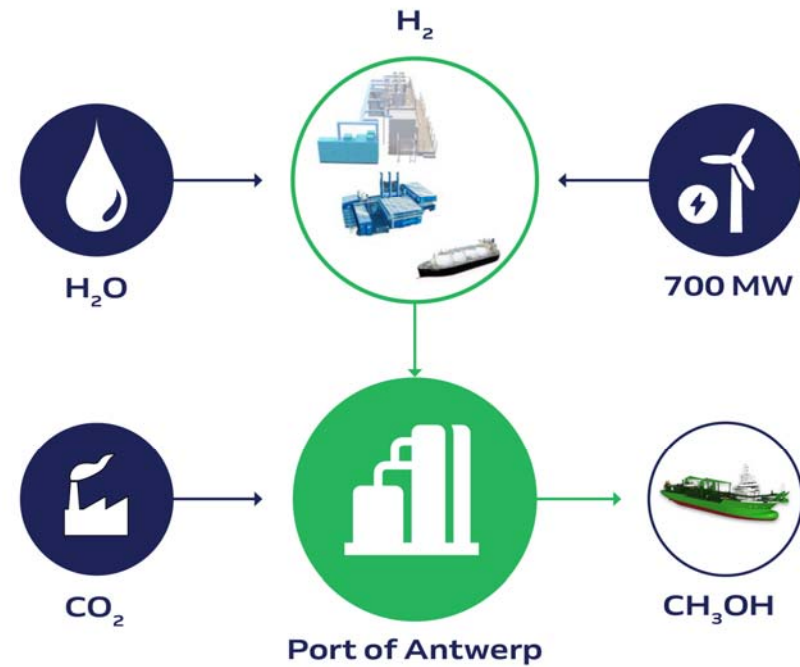 H₂
H₂O
700 MW
CO₂
Port of Antwerp
CH₃OH